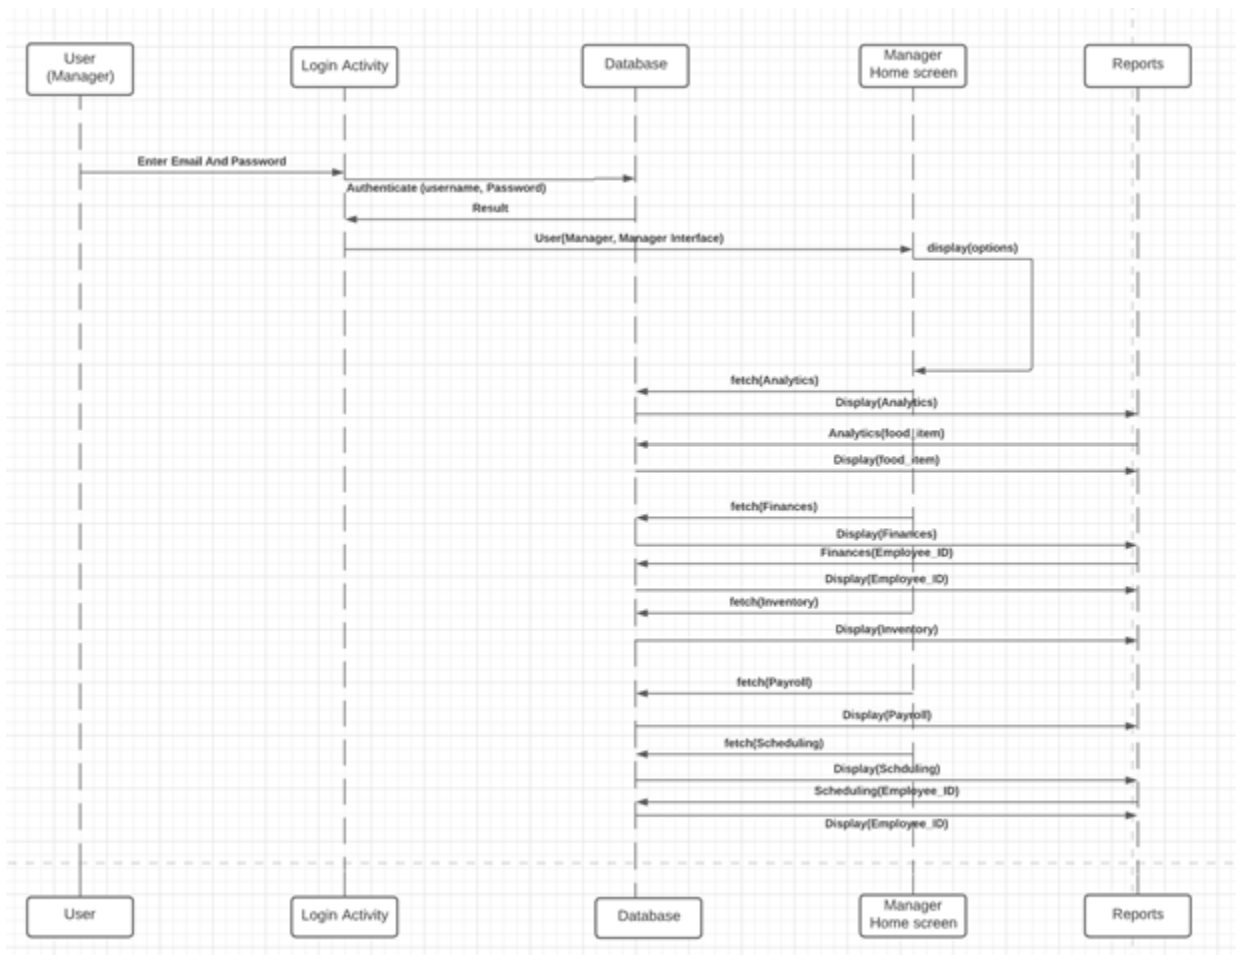 User
(Manager)
Login Activity
Database
Manager
Home screen
Reports
Enter Email And Password
Authenticate (username, Password)
Result
User(Manager, Manager Interface)
display(options)
fetch(Analytics)
Display(Analytics)
Analytics(food_item)
Display(food_item)
fetch(Finances)
Display(Finances)
Finances(Employee_ID)
Display(Employee_ID)
fetch(Inventory)
Display(Inventory)
fetch(Payroll)
Display(Payroll)
fetch(Scheduling)
Display(Schduling)
Scheduling(Employee_ID)
Display(Employee_ID)
User
Login Activity
Database
Manager
Home screen
Reports